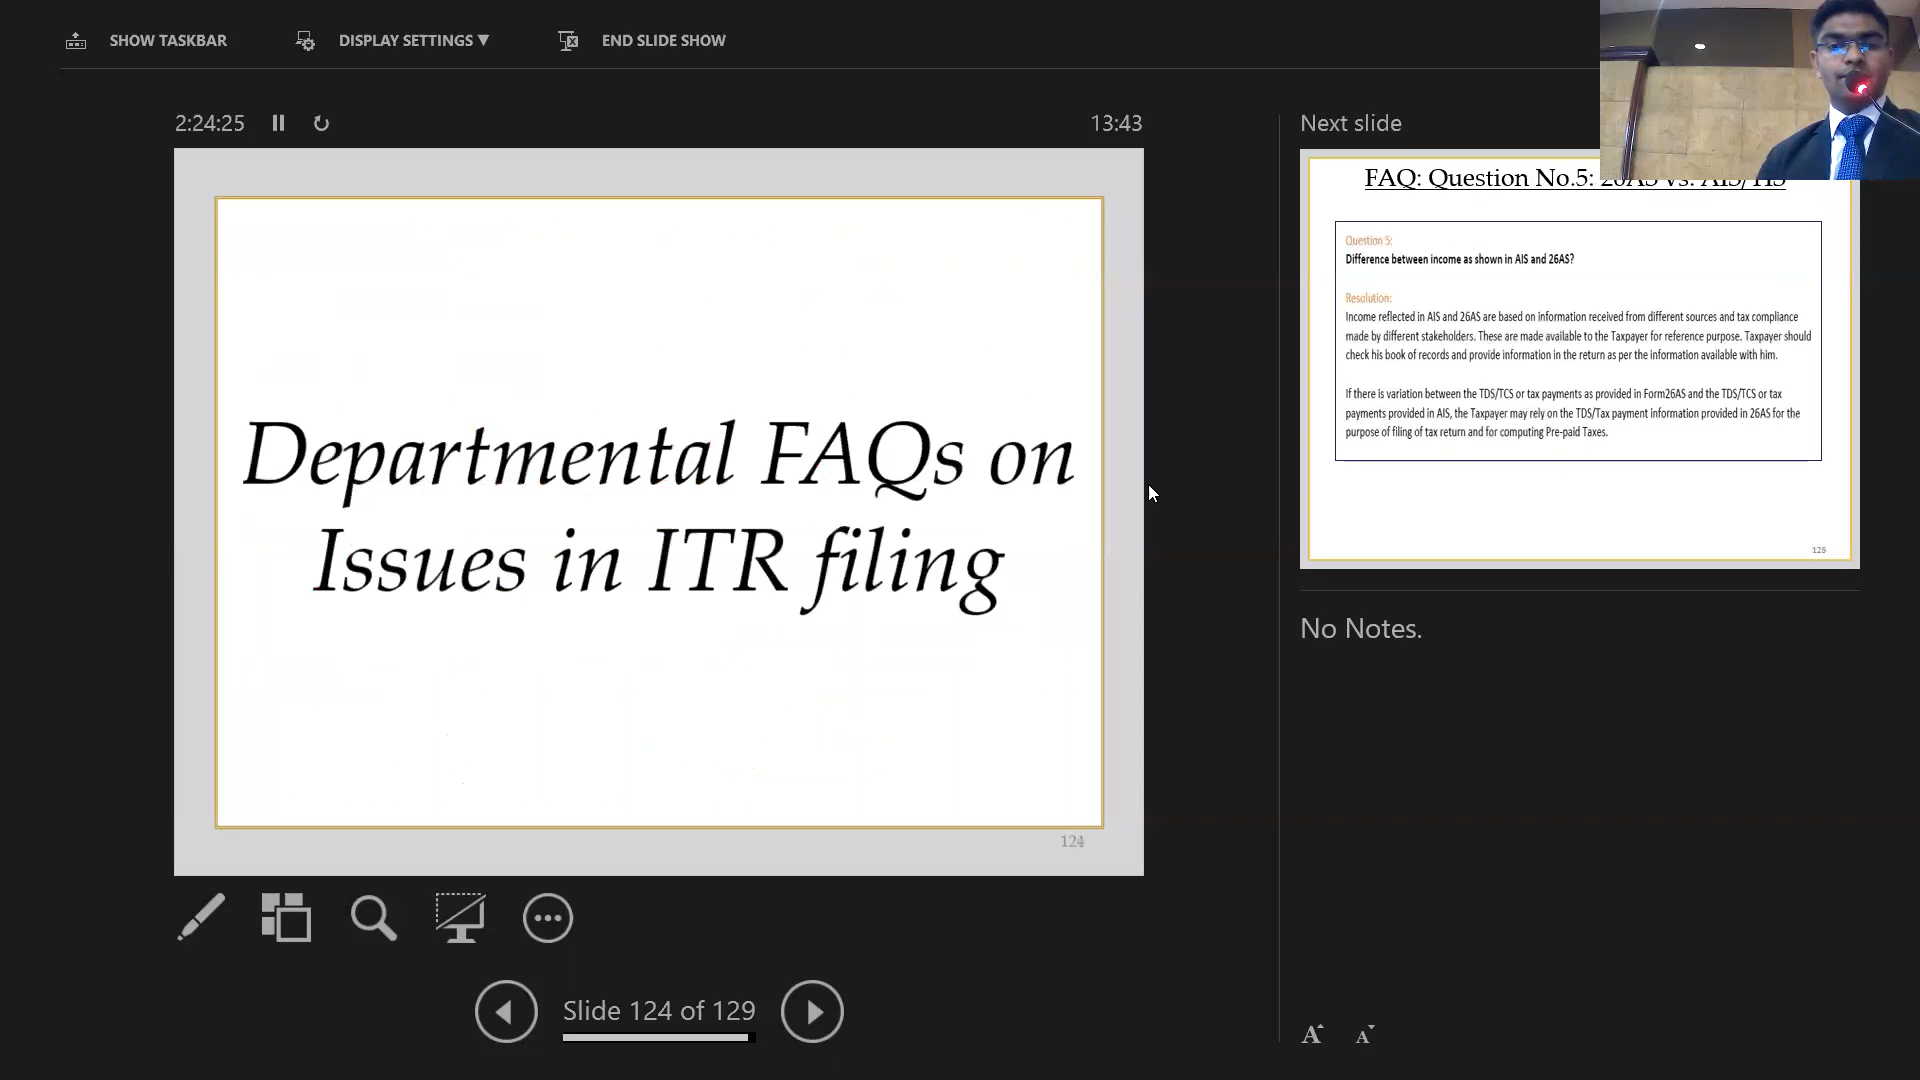 SHOW TASKBAR
DISPLAY SETTINGS ▼
END SLIDE SHOW
2:24:25
13:43
Departmental FAQs on
Issues in ITR filing
124
Slide 124 of 129
Next slide
FAQ: Question No.5: 26AS vs. AIS/TIS
Question 5:
Difference between income as shown in AIS and 26AS?
Resolution:
Income reflected in AIS and 26AS are based on information received from different sources and tax compliance
made by different stakeholders. These are made available to the Taxpayer for reference purpose. Taxpayer should
check his book of records and provide information in the return as per the information available with him.
If there is variation between the TDS/TCS or tax payments as provided in Form26AS and the TDS/TCS or tax
payments provided in AIS, the Taxpayer may rely on the TDS/Tax payment information provided in 26AS for the
purpose of filing of tax return and for computing Pre-paid Taxes.
No Notes.
A A